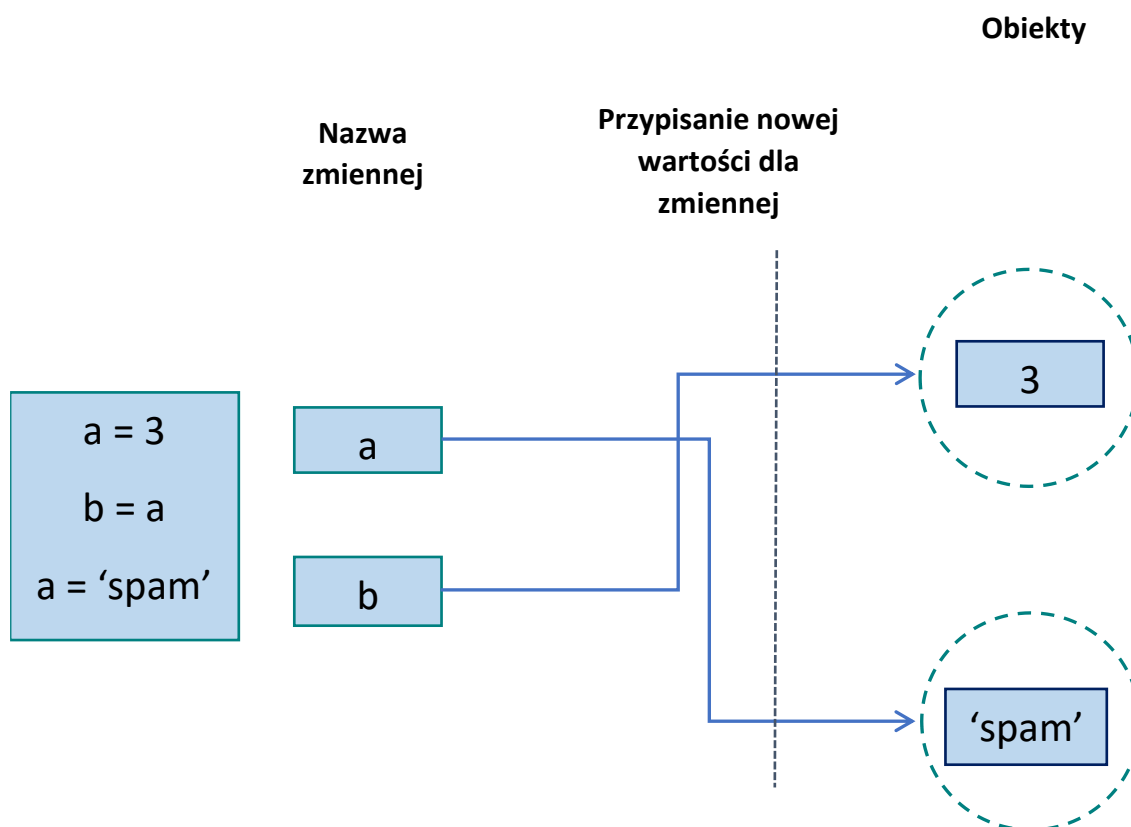 Obiekty
Nazwa
zmiennej
Przypisanie nowej
wartości dla
zmiennej
a = 3
b = a
a = ‘spam’
a
b
3
‘spam’